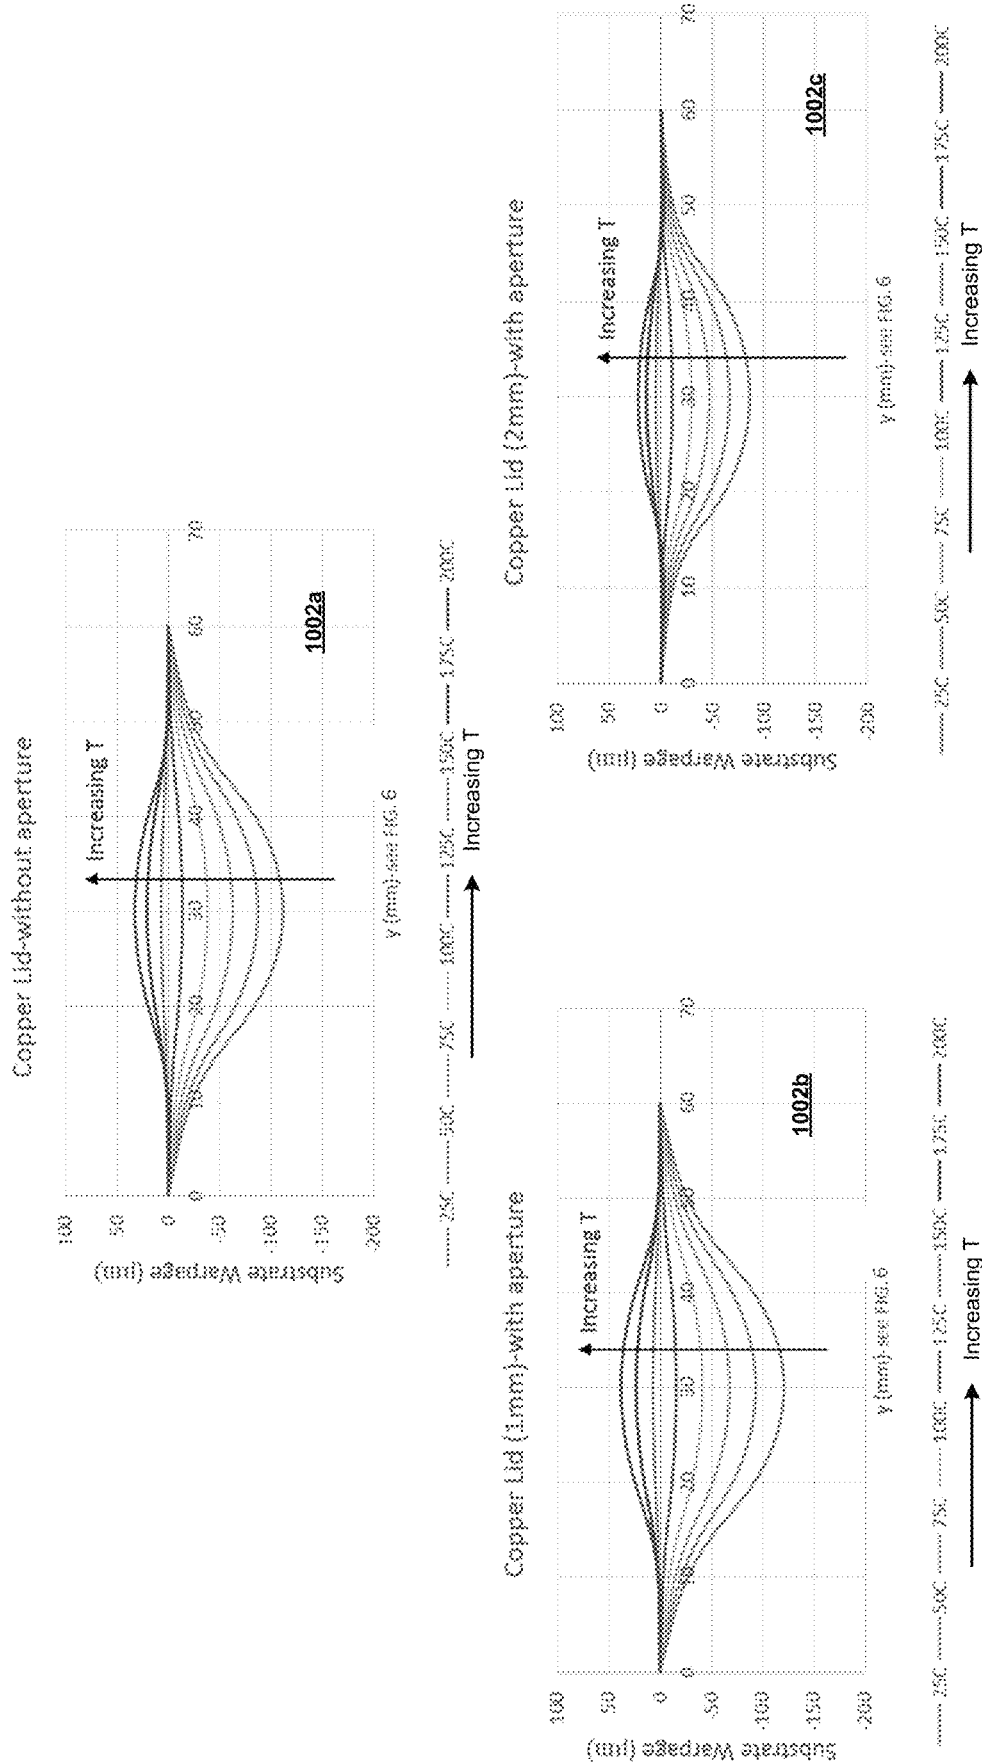 Copper Lid-without aperture
Substrate Warpage (µm)
100
50
0
-50
-100
-150
-200
0
10
20
30
40
50
60
70
Increasing T
1002a
y (mm)-see FIG. 6
25C 50C 75C 100C 125C 150C 175C 200C
Increasing T
Copper Lid (1mm)-with aperture
Substrate Warpage (µm)
100
50
0
-50
-100
-150
-200
0
10
20
30
40
50
60
70
Increasing T
1002b
y (mm)-see FIG. 6
25C 50C 75C 100C 125C 150C 175C 200C
Increasing T
Copper Lid (2mm)-with aperture
Substrate Warpage (µm)
100
50
0
-50
-100
-150
-200
0
10
20
30
40
50
60
70
Increasing T
1002c
y (mm)-see FIG. 6
25C 50C 75C 100C 125C 150C 175C 200C
Increasing T